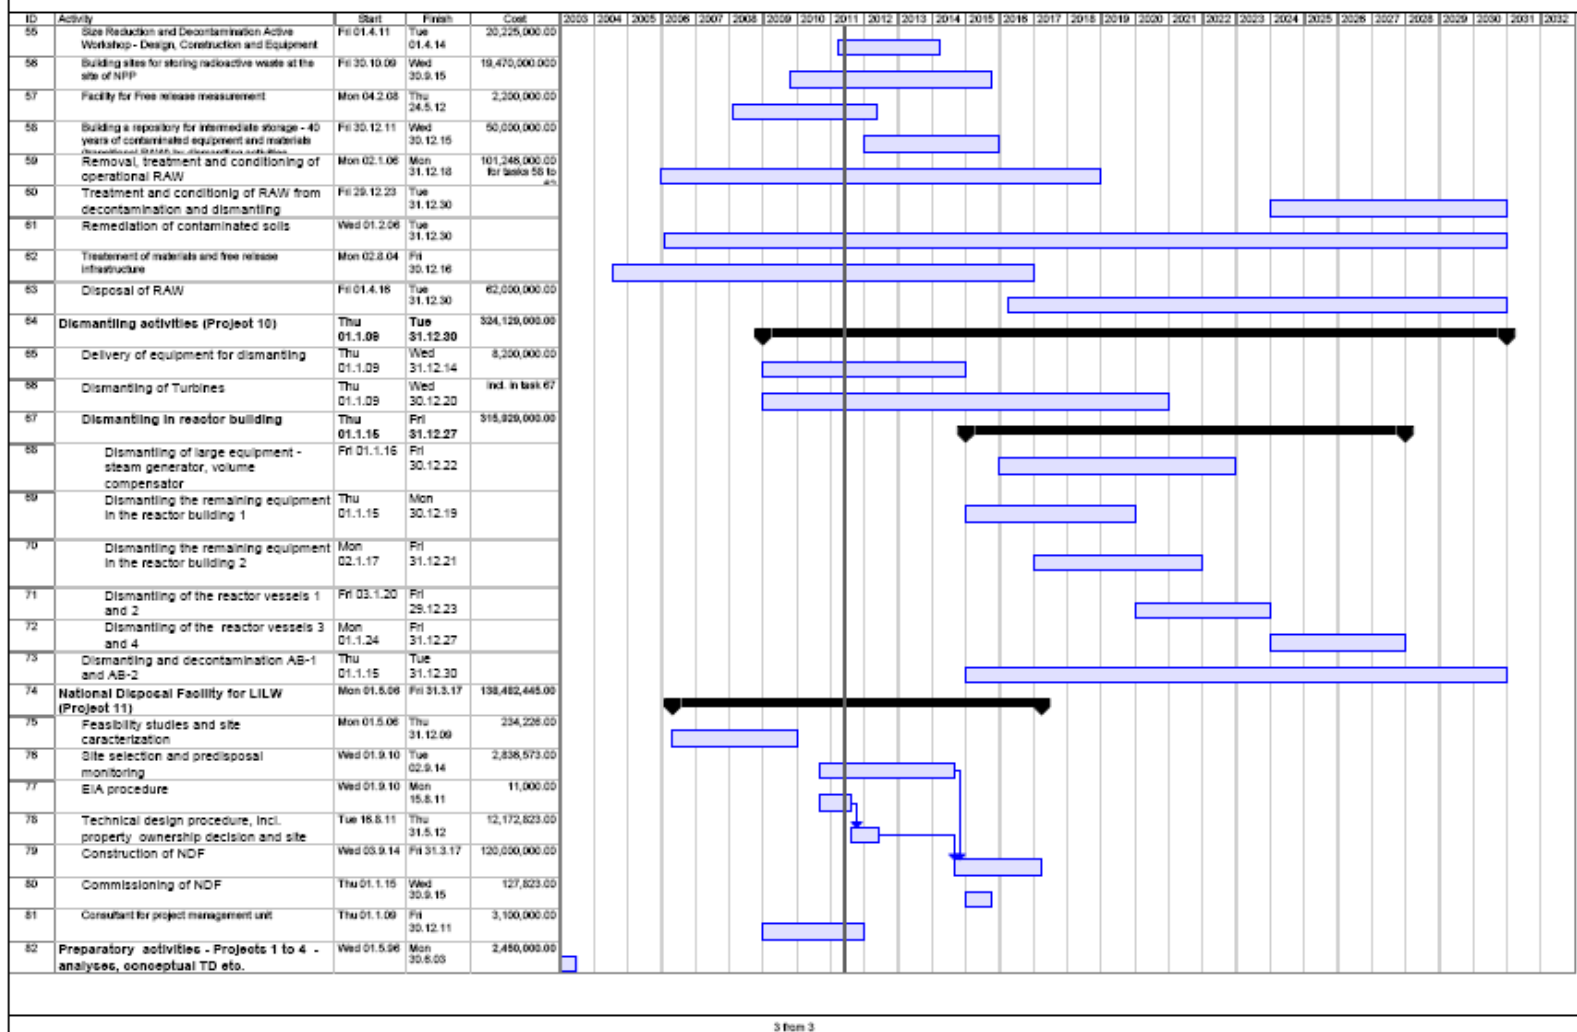 ID Activity Start Finish Cost 2003 2004 2005 2006 2007 2008 2009 2010 2011 2012 2013 2014 2015 2016 2017 2018 2019 2020 2021 2022 2023 2024 2025 2026 2027 2028 2029 2030 2031 2032
55 Size Reduction and Decontamination Active Fri 01.4.11 Tue 20,225,000.00
Workshop - Design, Construction and Equipment 01.4.14
56 Building sites for storing radioactive waste at the Fri 30.10.09 Wed 19,470,000.000
site of NPP 30.9.15
57 Facility for Free release measurement Mon 04.2.08 Thu 2,200,000.00
24.5.12
58 Building a repository for intermediate storage - 40 Fri 30.12.11 Wed 50,000,000.00
years of contaminated equipment and materials 30.12.15
(transitional RAW) by dismantling activities
59 Removal, treatment and conditioning of Mon 02.1.06 Mon 101,246,000.00
operational RAW 31.12.18 for tasks 58 to
60 Treatment and conditionig of RAW from Fri 29.12.23 Tue
decontamination and dismantling 31.12.30
61 Remediation of contaminated soils Wed 01.2.06 Tue
31.12.30
62 Treatement of materials and free release Mon 02.8.04 Fri
infrastructure 30.12.16
63 Disposal of RAW Fri 01.4.16 Tue 62,000,000.00
31.12.30
64 Dismantling activities (Project 10) Thu Tue 324,129,000.00
01.1.09 31.12.30
65 Delivery of equipment for dismantling Thu Wed 8,200,000.00
01.1.09 31.12.14
66 Dismantling of Turbines Thu Wed incl. in task 67
01.1.09 30.12.20
67 Dismantling in reactor building Thu Fri 315,929,000.00
01.1.15 31.12.27
68 Dismantling of large equipment - Fri 01.1.16 Fri
steam generator, volume 30.12.22
compensator
69 Dismantling the remaining equipment Thu Mon
in the reactor building 1 01.1.15 30.12.19
70 Dismantling the remaining equipment Mon Fri
in the reactor building 2 02.1.17 31.12.21
71 Dismantling of the reactor vessels 1 Fri 03.1.20 Fri
and 2 29.12.23
72 Dismantling of the reactor vessels 3 Mon Fri
and 4 01.1.24 31.12.27
73 Dismantling and decontamination AB-1 Thu Tue
and AB-2 01.1.15 31.12.30
74 National Disposal Facility for LILW Mon 01.5.06 Fri 31.3.17 138,482,445.00
(Project 11)
75 Feasibility studies and site Mon 01.5.06 Thu 234,226.00
caracterization 31.12.09
76 Site selection and predisposal Wed 01.9.10 Tue 2,836,573.00
monitoring 02.9.14
77 EIA procedure Wed 01.9.10 Mon 11,000.00
15.8.11
78 Technical design procedure, incl. Tue 16.8.11 Thu 12,172,823.00
property ownership decision and site 31.5.12
79 Construction of NDF Wed 03.9.14 Fri 31.3.17 120,000,000.00
80 Commissioning of NDF Thu 01.1.15 Wed 127,823.00
30.9.15
81 Consultant for project management unit Thu 01.1.09 Fri 3,100,000.00
30.12.11
82 Preparatory activities - Projects 1 to 4 - Wed 01.5.96 Mon 2,450,000.00
analyses, conceptual TD etc. 30.6.03
3 from 3